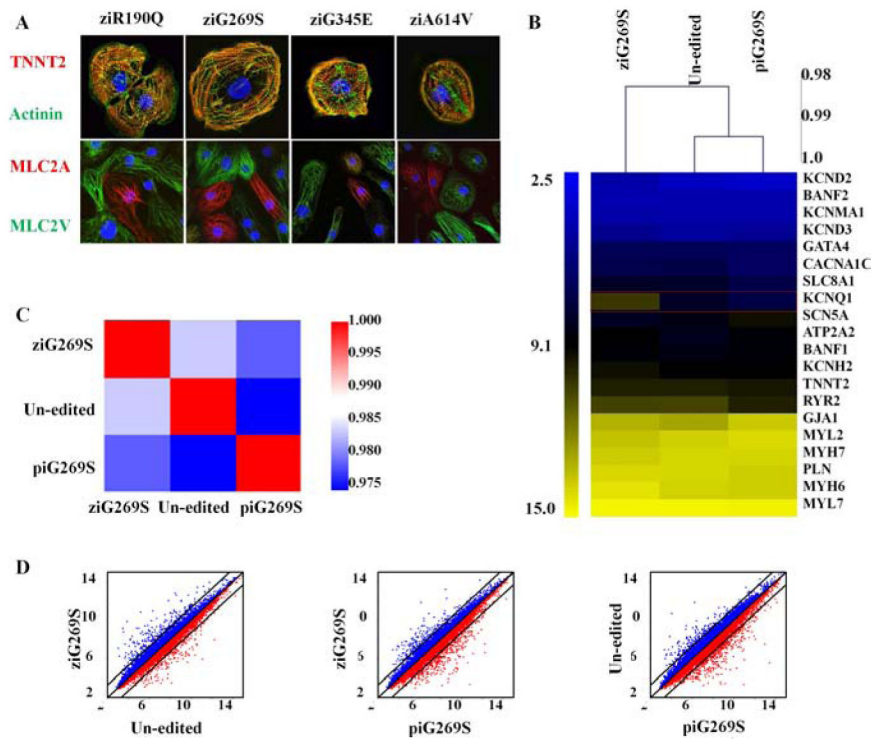 A
ziR190Q ziG269S ziG345E ziA614V
TNNT2
Actinin
MLC2A
MLC2V
B
ziG269S Un-edited piG269S
0.98
0.99
1.0
2.5
9.1
15.0
KCND2
BANF2
KCNMA1
KCND3
GATA4
CACNA1C
SLC8A1
KCNQ1
SCN5A
ATP2A2
BANF1
KCNH2
TNNT2
RYR2
GJA1
MYL2
MYH7
PLN
MYH6
MYL7
C
ziG269S
Un-edited
piG269S
ziG269S Un-edited piG269S
1.000
0.995
0.990
0.985
0.980
0.975
D
ziG269S
14
10
6
2
6 10 14
Un-edited
ziG269S
14
0
2
6 10 14
piG269S
Un-edited
14
0
2
6 10 14
piG269S